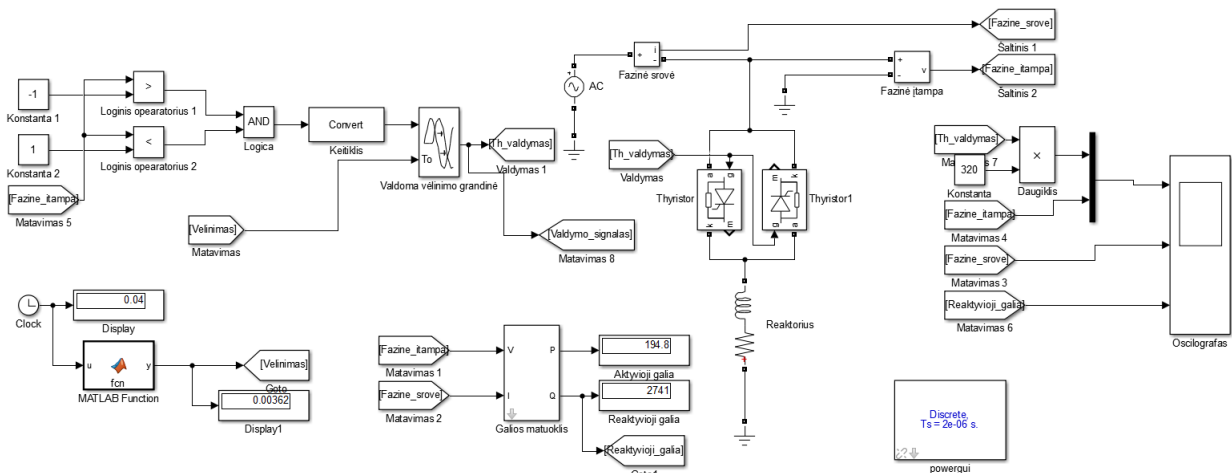 -1
Konstanta 1
1
Konstanta 2
[Fazine_itampa]
Matavimas 5
>
Loginis opearatorius 1
<
Loginis opearatorius 2
AND
Logica
Convert
Keitiklis
To
Valdoma vėlinimo grandinė
[Th_valdymas]
Valdymas 1
[Velinimas]
Matavimas
[Valdymo_signalas]
Matavimas 8
AC
+
i
-
Fazinė srovė
[Fazine_srove]
Šaltinis 1
+
-
v
Fazinė įtampa
[Fazine_itampa]
Šaltinis 2
[Th_valdymas]
Valdymas
a
g
k
m
Thyristor
m
k
g
a
Thyristor1
Reaktorius
[Th_valdymas]
7
320
Konstanta
×
Daugiklis
[Fazine_itampa]
Matavimas 4
[Fazine_srove]
Matavimas 3
[Reaktyvioji_galia]
Matavimas 6
Oscilografas
Clock
0.04
Display
u
fcn
y
MATLAB Function
[Velinimas]
Goto
0.00362
Display1
[Fazine_itampa]
Matavimas 1
[Fazine_srove]
Matavimas 2
V
P
I
Q
Galios matuoklis
194.8
Aktyvioji galia
2741
Reaktyvioji galia
[Reaktyvioji_galia]
Discrete,
Ts = 2e-06 s.
powergui